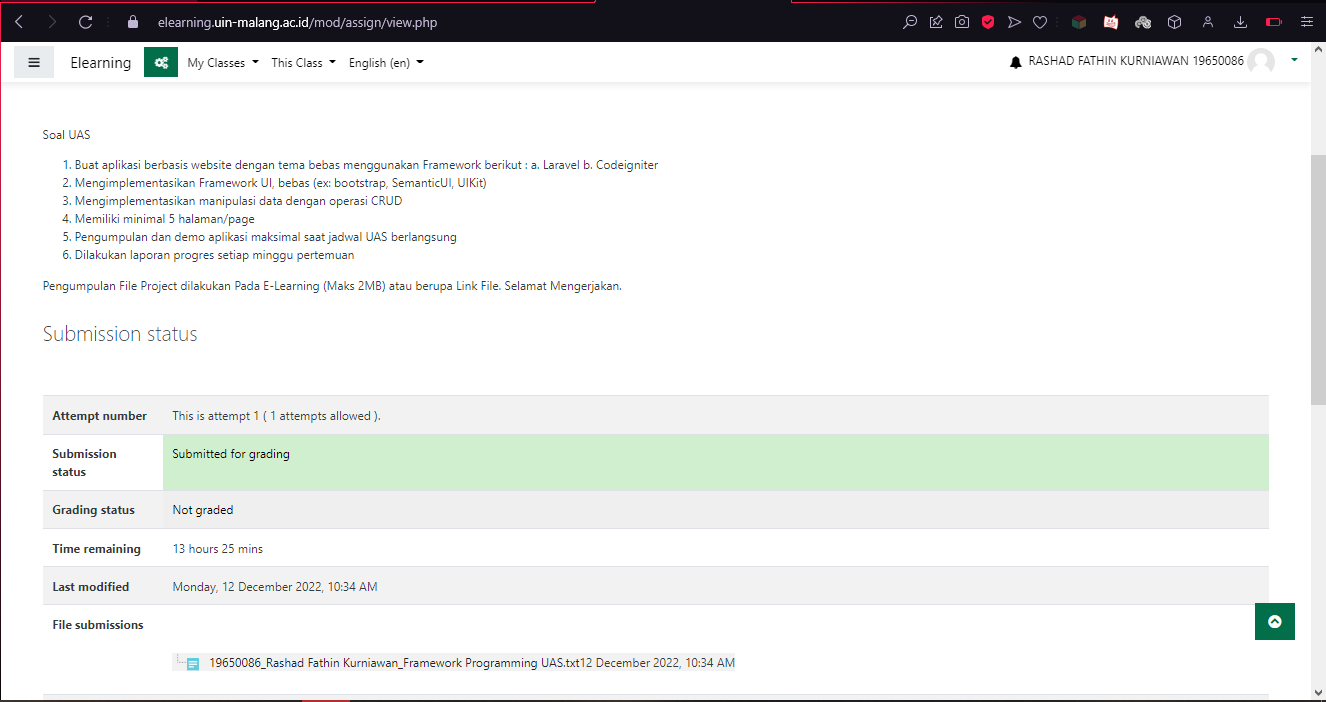 elearning.uin-malang.ac.id/mod/assign/view.php
Elearning My Classes This Class English (en) RASHAD FATHIN KURNIAWAN 19650086
Soal UAS
1. Buat aplikasi berbasis website dengan tema bebas menggunakan Framework berikut : a. Laravel b. Codeigniter
2. Mengimplementasikan Framework UI, bebas (ex: bootstrap, SemanticUI, UIKit)
3. Mengimplementasikan manipulasi data dengan operasi CRUD
4. Memiliki minimal 5 halaman/page
5. Pengumpulan dan demo aplikasi maksimal saat jadwal UAS berlangsung
6. Dilakukan laporan progres setiap minggu pertemuan
Pengumpulan File Project dilakukan Pada E-Learning (Maks 2MB) atau berupa Link File. Selamat Mengerjakan.
Submission status
Attempt number This is attempt 1 ( 1 attempts allowed ).
Submission
status
Submitted for grading
Grading status Not graded
Time remaining 13 hours 25 mins
Last modified Monday, 12 December 2022, 10:34 AM
File submissions
19650086_Rashad Fathin Kurniawan_Framework Programming UAS.txt12 December 2022, 10:34 AM